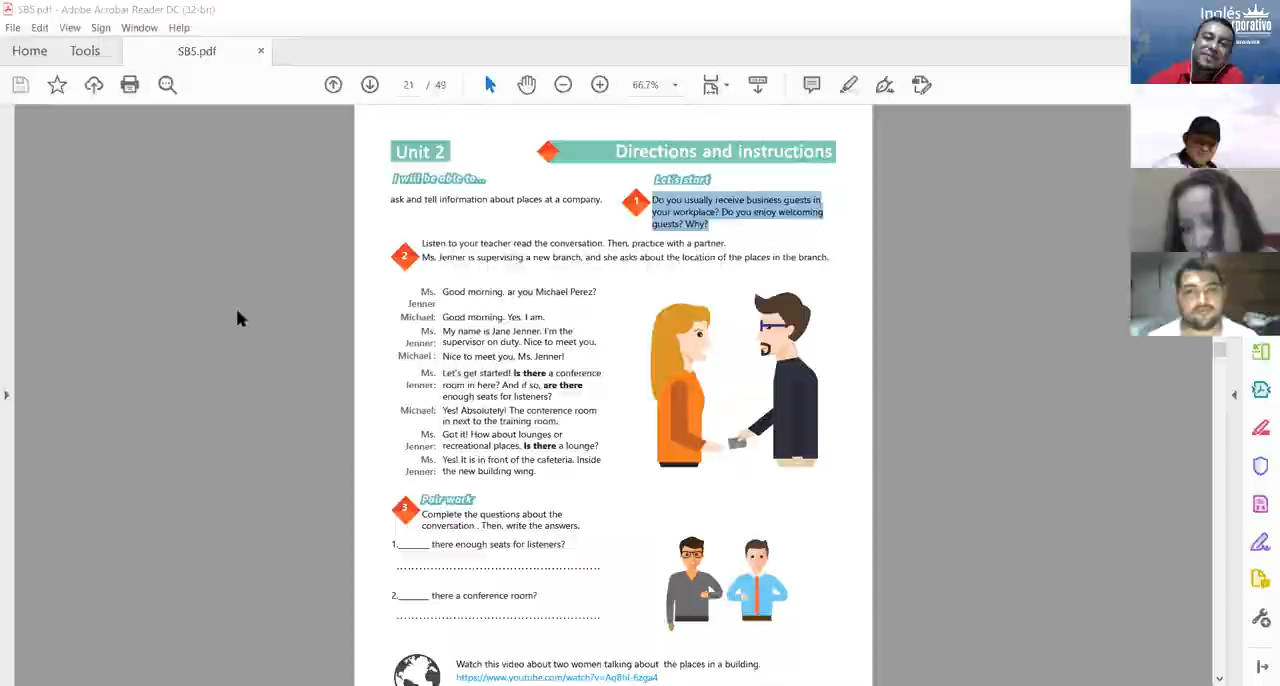 SB5.pdf - Adobe Acrobat Reader DC (32-bit)
File Edit View Sign Window Help
Home Tools SB5.pdf ×
21 / 49 66.7%
Inglés
Unit 2
Directions and instructions
I will be able to...
Let's start
ask and tell information about places at a company.
1
Do you usually receive business guests in
your workplace? Do you enjoy welcoming
guests? Why?
2
Listen to your teacher read the conversation. Then, practice with a partner.
Ms. Jenner is supervising a new branch, and she asks about the location of the places in the branch.
Ms. Good morning, ar you Michael Perez?
Jenner
Michael: Good morning. Yes, I am.
Ms. My name is Jane Jenner. I'm the
Jenner: supervisor on duty. Nice to meet you.
Michael : Nice to meet you, Ms. Jenner!
Ms. Let's get started! Is there a conference
Jenner: room in here? And if so, are there
enough seats for listeners?
Michael: Yes! Absolutely! The conference room
in next to the training room.
Ms. Got it! How about lounges or
Jenner: recreational places, Is there a lounge?
Ms. Yes! It is in front of the cafeteria. Inside
Jenner: the new building wing.
3
Pair work
Complete the questions about the
conversation . Then, write the answers.
1.______ there enough seats for listeners?
2.______ there a conference room?
Watch this video about two women talking about the places in a building.